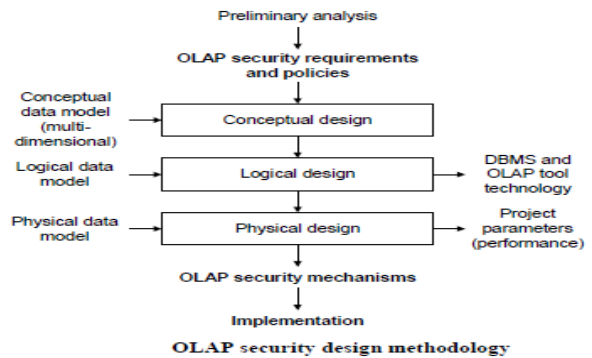 Preliminary analysis
OLAP security requirements
and policies
Conceptual
data model
(multi-
dimensional)
Conceptual design
Logical data
model
Logical design
DBMS and
OLAP tool
technology
Physical data
model
Physical design
Project
parameters
(performance)
OLAP security mechanisms
Implementation
OLAP security design methodology